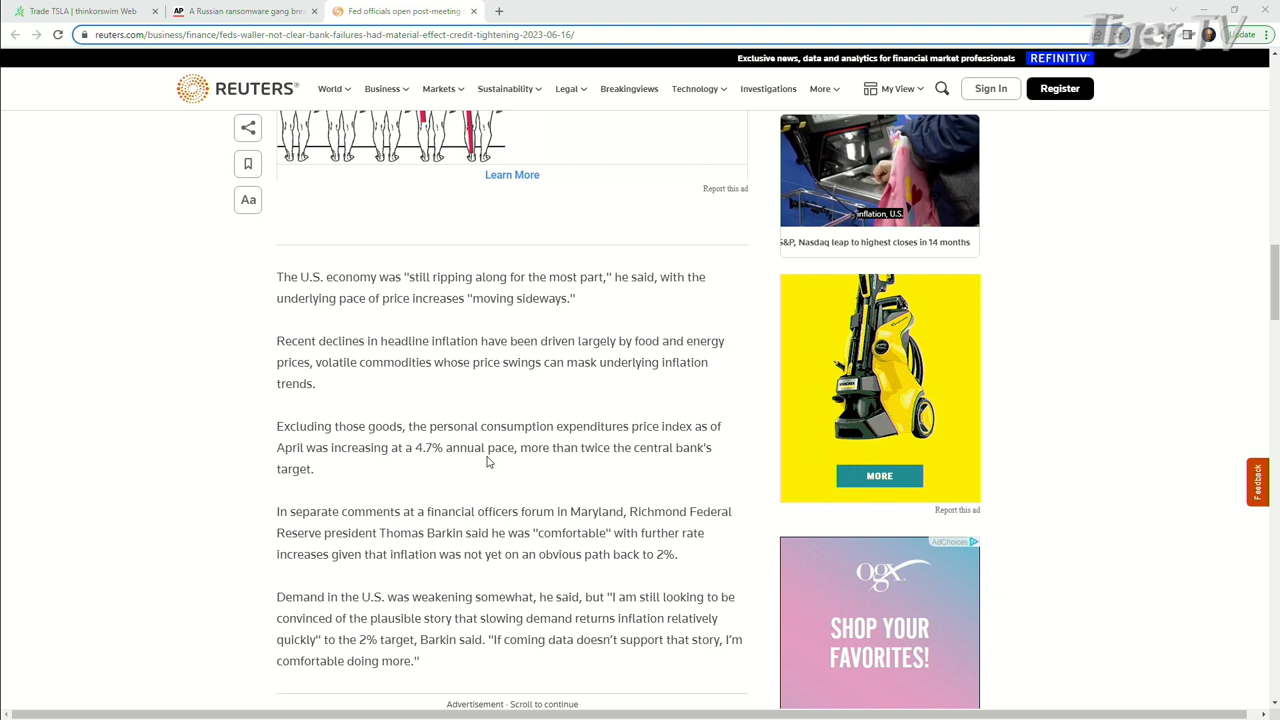 Trade TSLA | thinkorswim Web
A Russian ransomware gang brea
Fed officials open post-meeting
reuters.com/business/finance/feds-waller-not-clear-bank-failures-had-material-effect-credit-tightening-2023-06-16/
Update
TigerTV
Exclusive news, data and analytics for financial market professionals REFINITIV
REUTERS®
World Business Markets Sustainability Legal Breakingviews Technology Investigations More My View Sign In Register
Learn More
Report this ad
Aa
inflation, U.S.
S&P, Nasdaq leap to highest closes in 14 months
The U.S. economy was "still ripping along for the most part," he said, with the
underlying pace of price increases "moving sideways."
Recent declines in headline inflation have been driven largely by food and energy
prices, volatile commodities whose price swings can mask underlying inflation
trends.
Excluding those goods, the personal consumption expenditures price index as of
April was increasing at a 4.7% annual pace, more than twice the central bank's
target.
MORE
Feedback
Report this ad
In separate comments at a financial officers forum in Maryland, Richmond Federal
Reserve president Thomas Barkin said he was "comfortable" with further rate
increases given that inflation was not yet on an obvious path back to 2%.
AdChoices
ogx
SHOP YOUR
FAVORITES!
Demand in the U.S. was weakening somewhat, he said, but "I am still looking to be
convinced of the plausible story that slowing demand returns inflation relatively
quickly" to the 2% target, Barkin said. "If coming data doesn’t support that story, I’m
comfortable doing more."
Advertisement · Scroll to continue